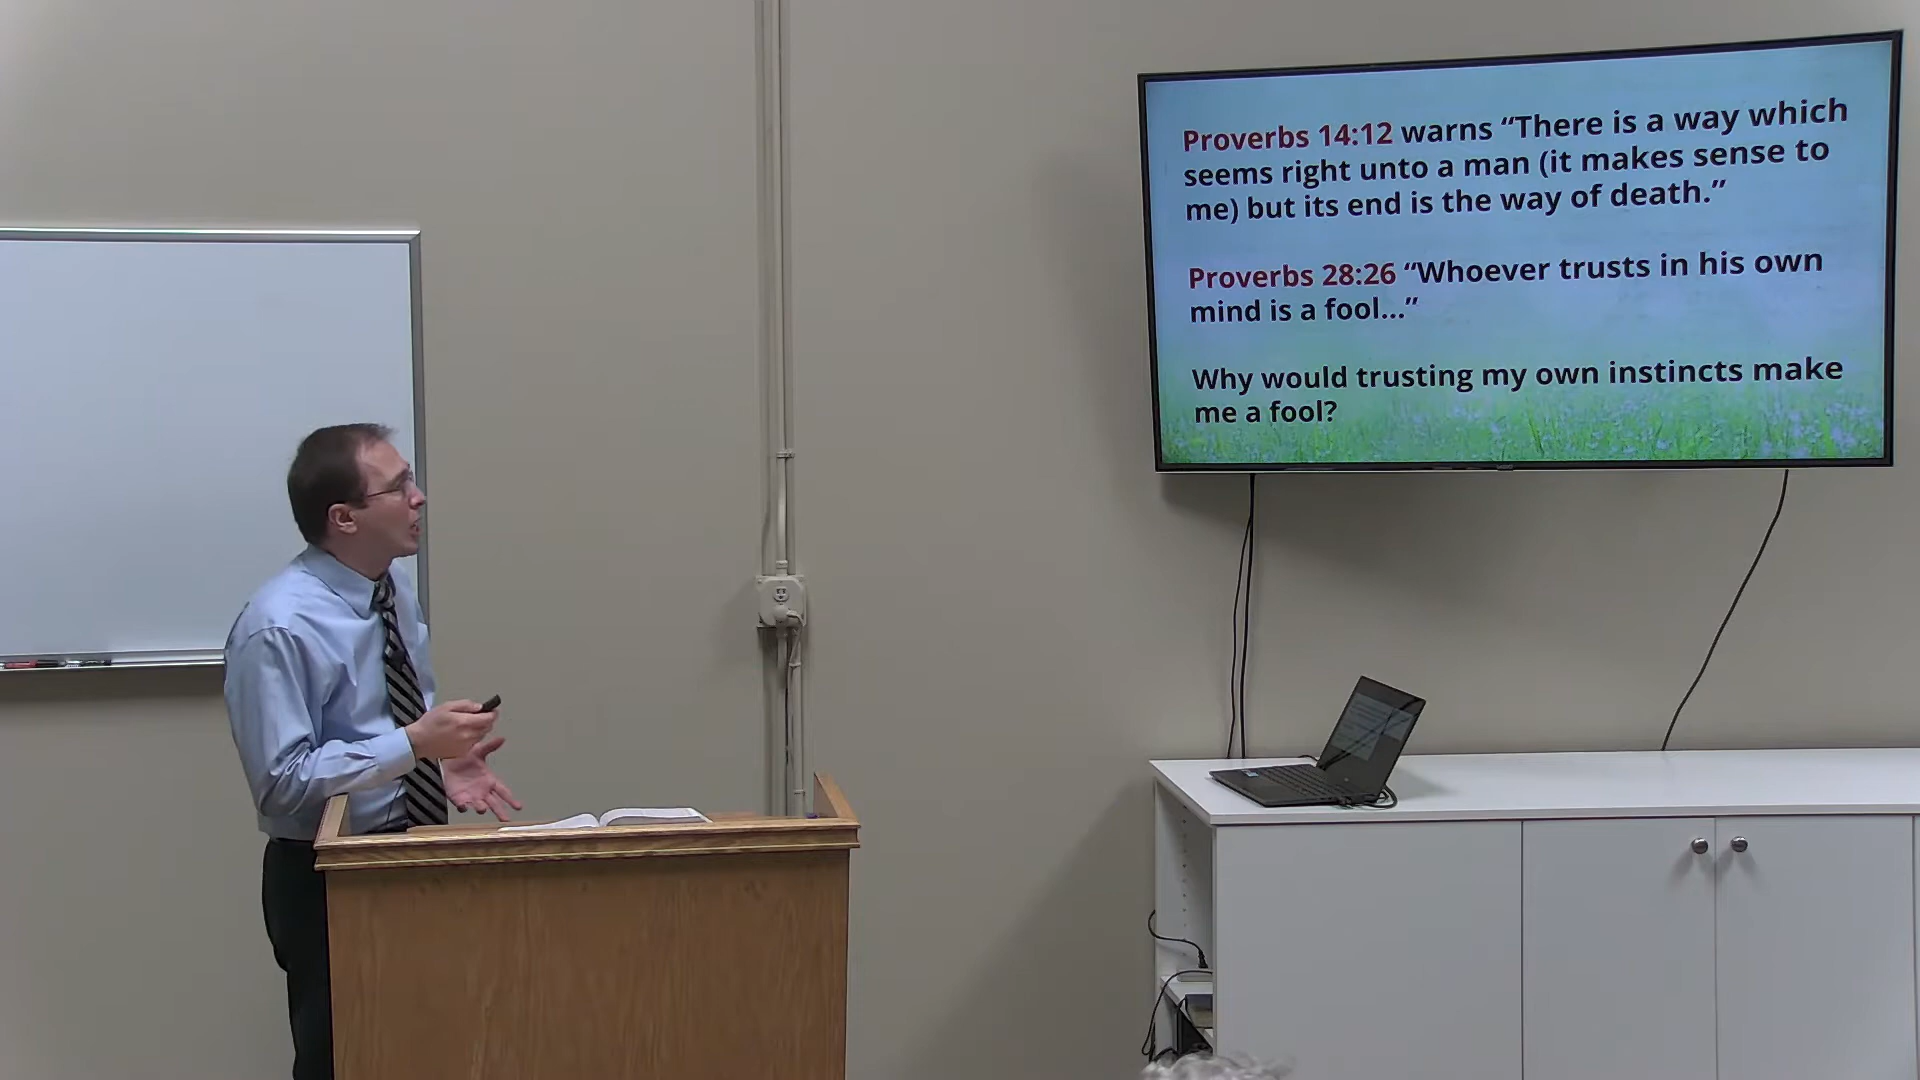 Proverbs 14:12 warns “There is a way which
seems right unto a man (it makes sense to
me) but its end is the way of death.”
Proverbs 28:26 “Whoever trusts in his own
mind is a fool...”
Why would trusting my own instincts make
me a fool?